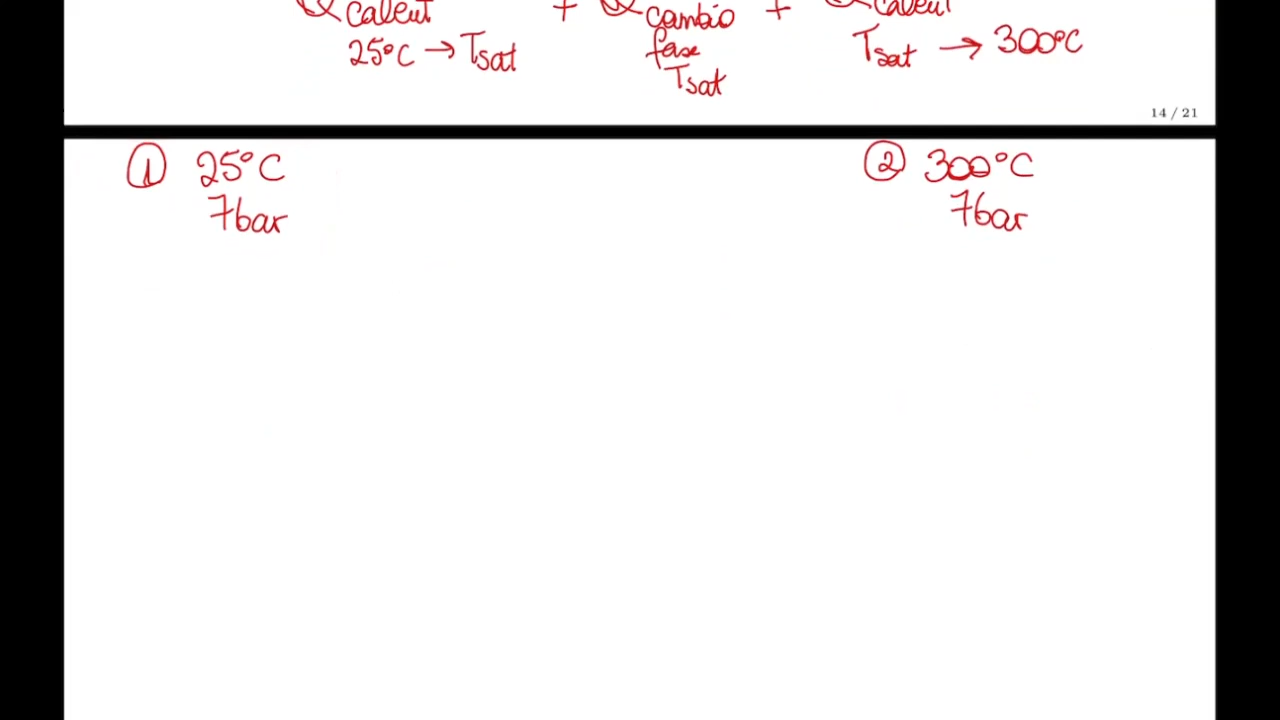 Q calent + Q cambio + Q calent
25°C → Tsat fase Tsat → 300°C
Tsat
14 / 21
① 25°C ② 300°C
7bar 7bar